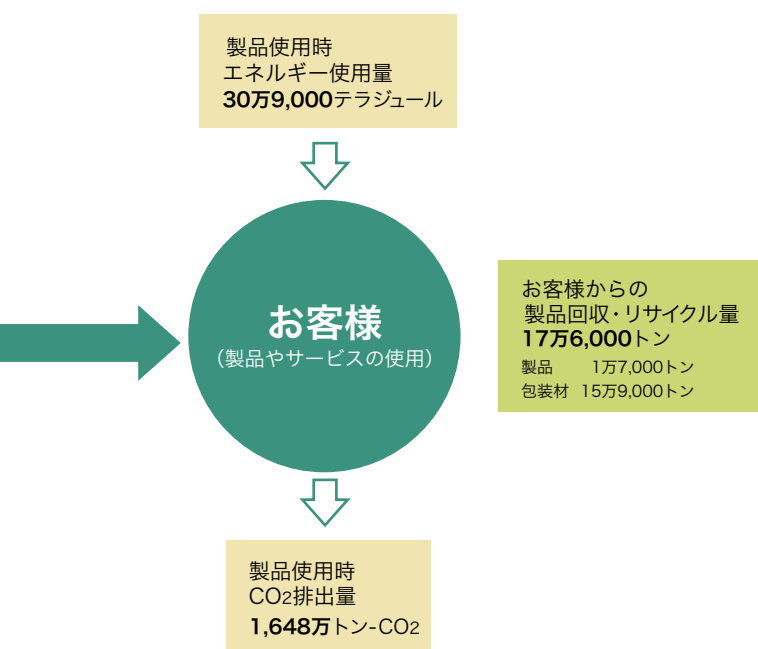 製品使用時
エネルギー使用量
30万9,000テラジュール
お客様
（製品やサービスの使用）
お客様からの
製品回収・リサイクル量
17万6,000トン
製品 1万7,000トン
包装材 15万9,000トン
製品使用時
CO2排出量
1,648万トン-CO2